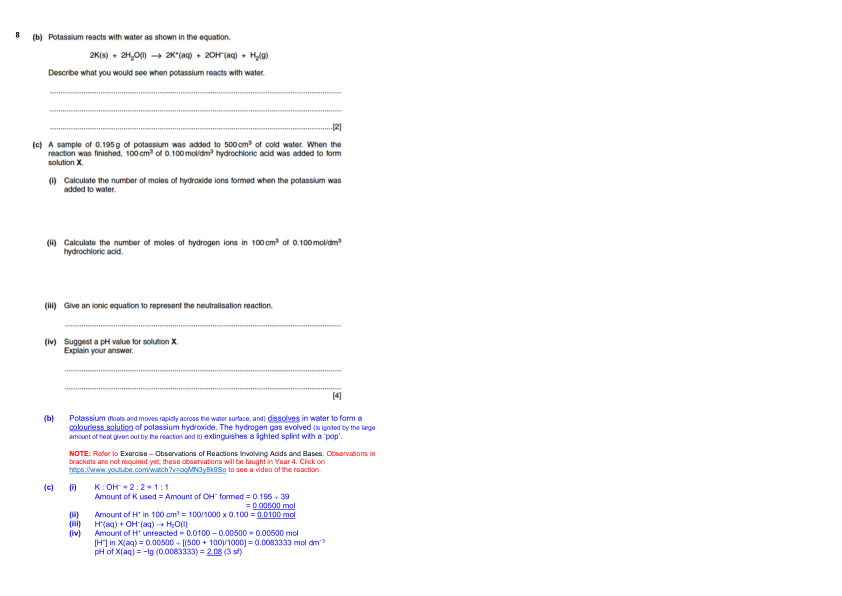 8 (b) Potassium reacts with water as shown in the equation.
2K(s) + 2H₂O(l) → 2K⁺(aq) + 2OH⁻(aq) + H₂(g)
Describe what you would see when potassium reacts with water.
[2]
(c) A sample of 0.195 g of potassium was added to 500 cm³ of cold water. When the
reaction was finished, 100 cm³ of 0.100 mol/dm³ hydrochloric acid was added to form
solution X.
(i) Calculate the number of moles of hydroxide ions formed when the potassium was
added to water.
(ii) Calculate the number of moles of hydrogen ions in 100 cm³ of 0.100 mol/dm³
hydrochloric acid.
(iii) Give an ionic equation to represent the neutralisation reaction.
(iv) Suggest a pH value for solution X.
Explain your answer.
[4]
(b) Potassium (floats and moves rapidly across the water surface, and) dissolves in water to form a
colourless solution of potassium hydroxide. The hydrogen gas evolved (is ignited by the large
amount of heat given out by the reaction and it) extinguishes a lighted splint with a 'pop'.
NOTE: Refer to Exercise – Observations of Reactions Involving Acids and Bases. Observations in
brackets are not required yet; these observations will be taught in Year 4. Click on
https://www.youtube.com/watch?v=oqMN3y8k9So to see a video of the reaction.
(c) (i) K : OH⁻ = 2 : 2 = 1 : 1
Amount of K used = Amount of OH⁻ formed = 0.195 ÷ 39
= 0.00500 mol
(ii) Amount of H⁺ in 100 cm³ = 100/1000 x 0.100 = 0.0100 mol
(iii) H⁺(aq) + OH⁻(aq) → H₂O(l)
(iv) Amount of H⁺ unreacted = 0.0100 – 0.00500 = 0.00500 mol
[H⁺] in X(aq) = 0.00500 ÷ [(500 + 100)/1000] = 0.0083333 mol dm⁻³
pH of X(aq) = −lg (0.0083333) = 2.08 (3 sf)